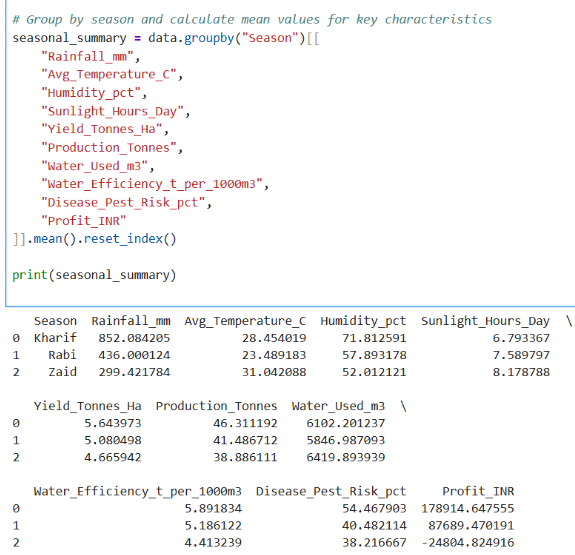 # Group by season and calculate mean values for key characteristics
seasonal_summary = data.groupby("Season")[[
    "Rainfall_mm",
    "Avg_Temperature_C",
    "Humidity_pct",
    "Sunlight_Hours_Day",
    "Yield_Tonnes_Ha",
    "Production_Tonnes",
    "Water_Used_m3",
    "Water_Efficiency_t_per_1000m3",
    "Disease_Pest_Risk_pct",
    "Profit_INR"
]].mean().reset_index()
print(seasonal_summary)
   Season  Rainfall_mm  Avg_Temperature_C  Humidity_pct  Sunlight_Hours_Day  \
0  Kharif   852.084205          28.454019     71.812591            6.793367
1    Rabi   436.000124          23.489183     57.893178            7.589797
2    Zaid   299.421784          31.042088     52.012121            8.178788
   Yield_Tonnes_Ha  Production_Tonnes  Water_Used_m3  \
0         5.643973          46.311192    6102.201237
1         5.080498          41.486712    5846.987093
2         4.665942          38.886111    6419.893939
   Water_Efficiency_t_per_1000m3  Disease_Pest_Risk_pct     Profit_INR
0                       5.891834              54.467903  178914.647555
1                       5.186122              40.482114   87689.470191
2                       4.413239              38.216667  -24804.824916